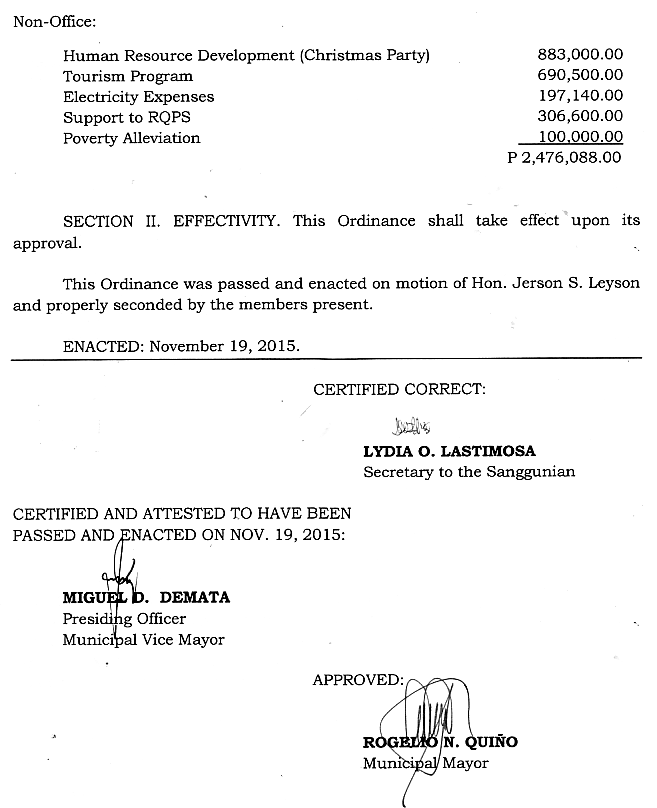 Non-Office:
Human Resource Development (Christmas Party) 883,000.00
Tourism Program 690,500.00
Electricity Expenses 197,140.00
Support to RQPS 306,600.00
Poverty Alleviation 100,000.00
P 2,476,088.00
SECTION II. EFFECTIVITY. This Ordinance shall take effect upon its
approval.
This Ordinance was passed and enacted on motion of Hon. Jerson S. Leyson
and properly seconded by the members present.
ENACTED: November 19, 2015.
CERTIFIED CORRECT:
LYDIA O. LASTIMOSA
Secretary to the Sanggunian
CERTIFIED AND ATTESTED TO HAVE BEEN
PASSED AND ENACTED ON NOV. 19, 2015:
MIGUEL D. DEMATA
Presiding Officer
Municipal Vice Mayor
APPROVED:
ROGELIO N. QUIÑO
Municipal Mayor